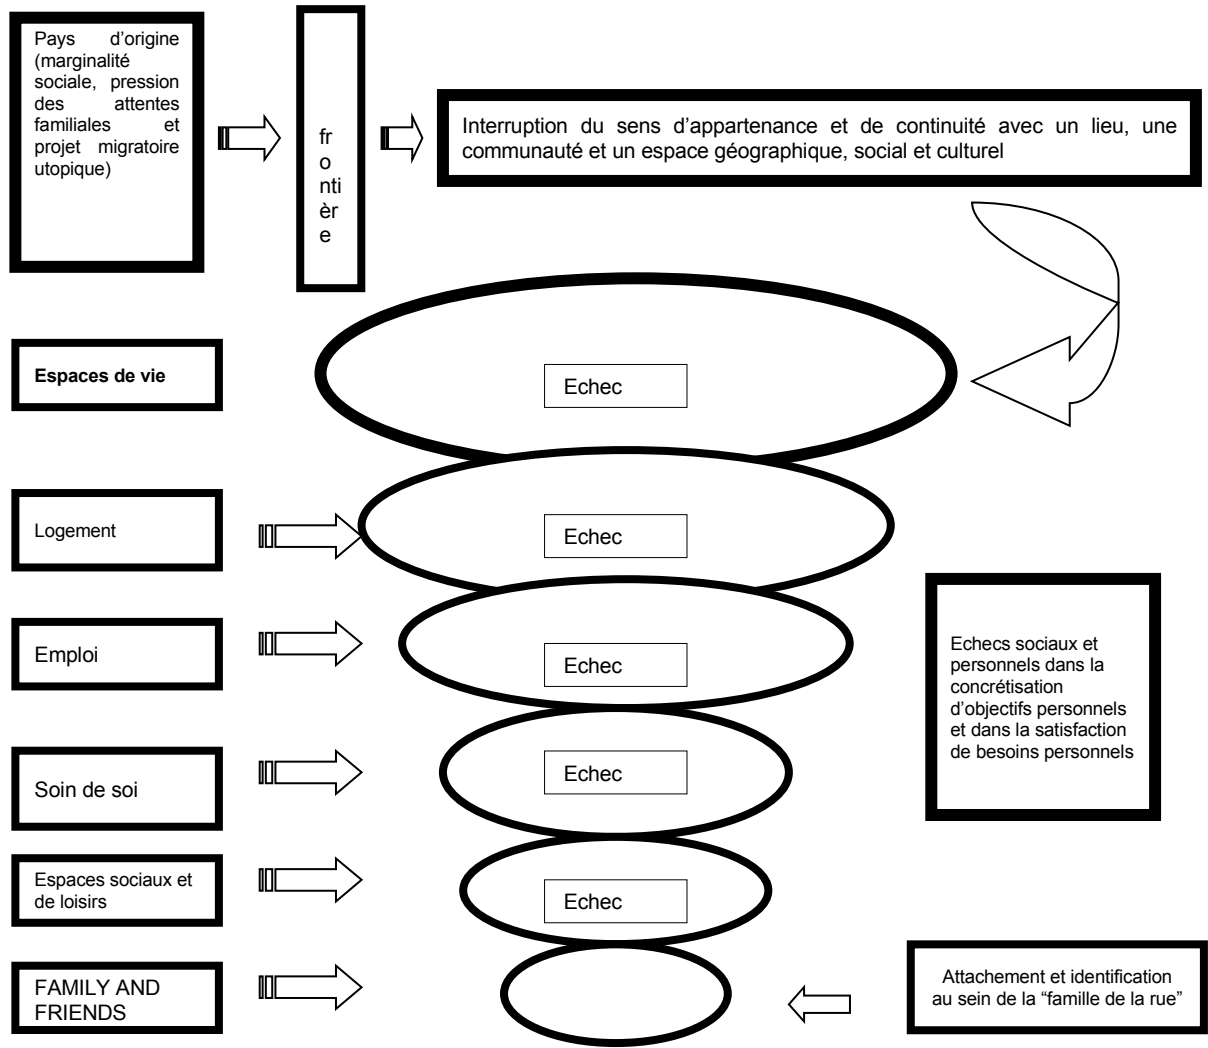 Pays d’origine
(marginalité
sociale, pression
des attentes
familiales et
projet migratoire
utopique)
fr
o
nti
èr
e
Interruption du sens d’appartenance et de continuité avec un lieu, une
communauté et un espace géographique, social et culturel
Espaces de vie
Echec
Logement
Echec
Emploi
Echec
Echecs sociaux et
personnels dans la
concrétisation
d’objectifs personnels
et dans la satisfaction
de besoins personnels
Soin de soi
Echec
Espaces sociaux et
de loisirs
Echec
FAMILY AND
FRIENDS
Attachement et identification
au sein de la “famille de la rue”